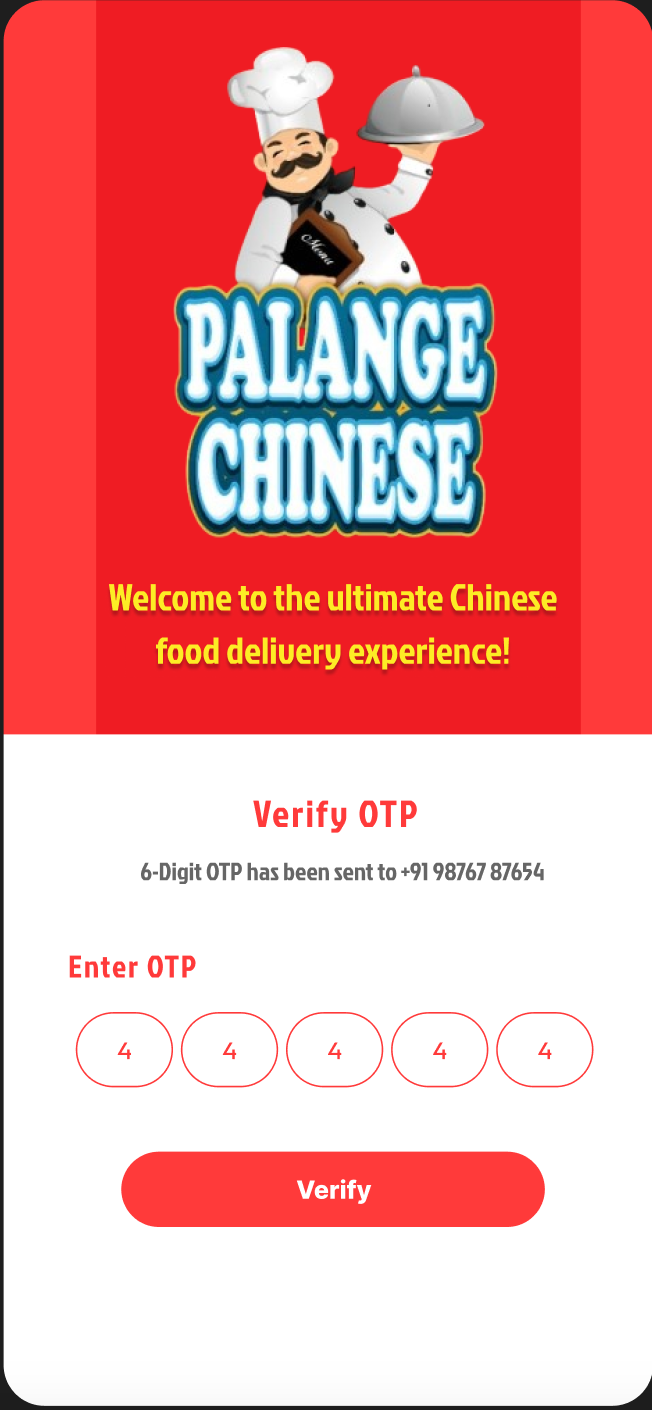 Menu
PALANGE
CHINESE
Welcome to the ultimate Chinese
food delivery experience!
Verify OTP
6-Digit OTP has been sent to +91 98767 87654
Enter OTP
4 4 4 4 4
Verify